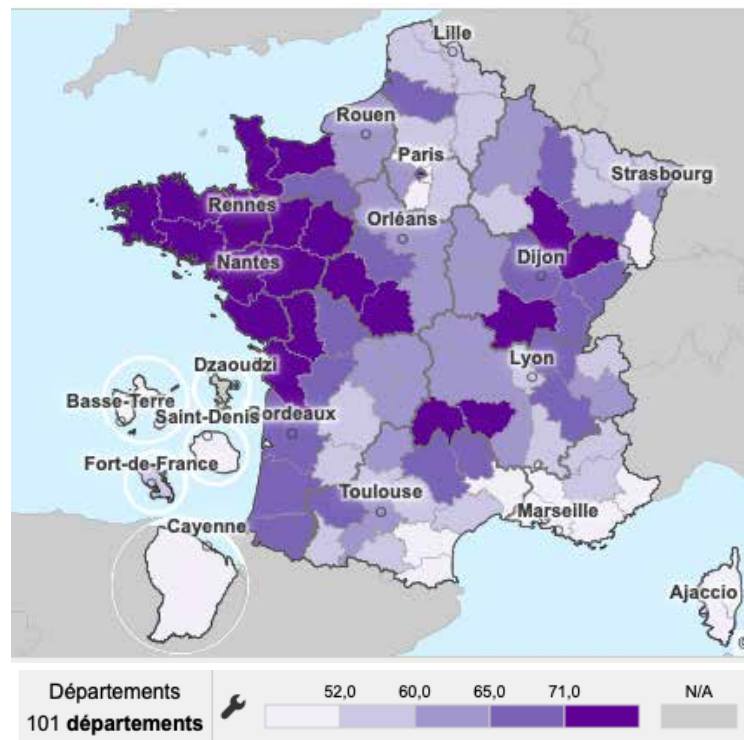 Lille
Rouen
Paris
Strasbourg
Rennes
Orléans
Nantes
Dijon
Dzaoudzi
Lyon
Basse-Terre
Saint-Denis
Bordeaux
Fort-de-France
Toulouse
Marseille
Cayenne
Ajaccio
Départements
101 départements
52,0 60,0 65,0 71,0 N/A